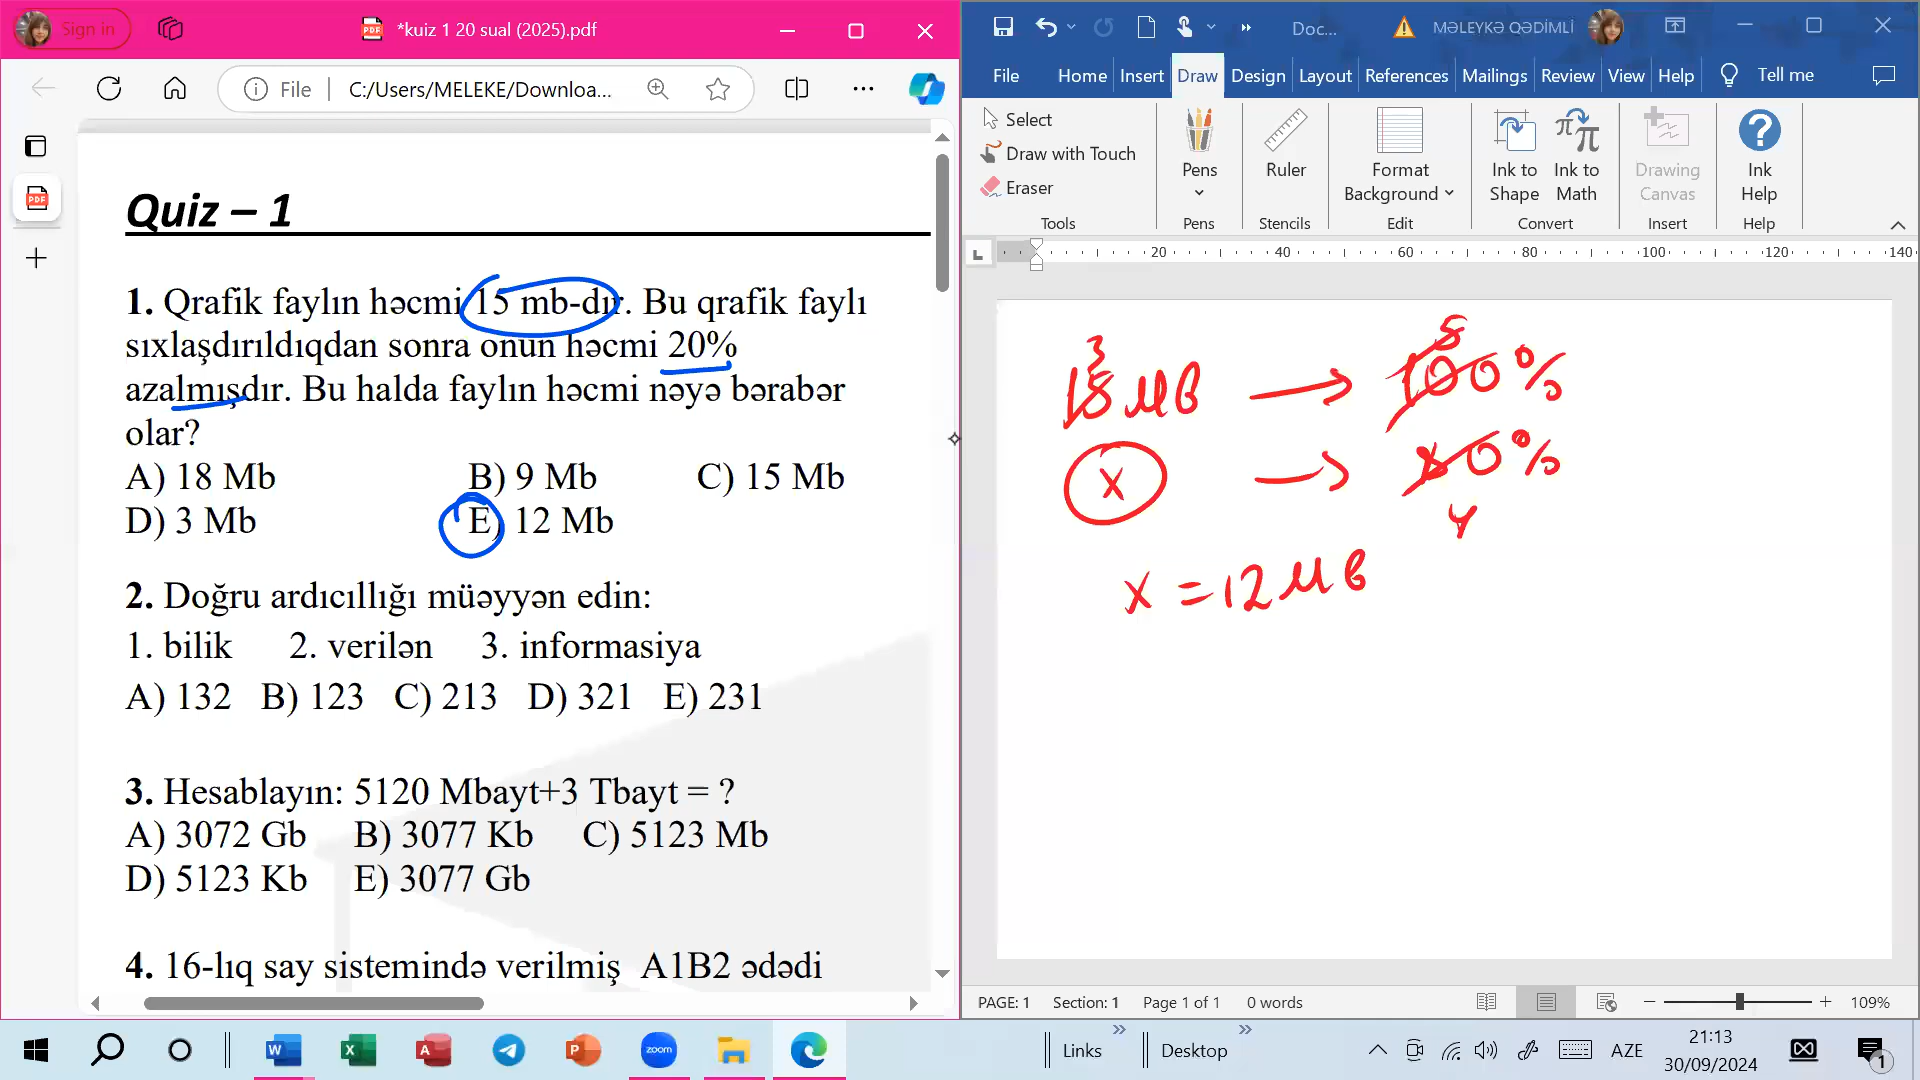 Sign in
*kuiz 1 20 sual (2025).pdf
File
C:/Users/MELEKE/Downloa...
Quiz – 1
1. Qrafik faylın həcmi 15 mb-dır. Bu qrafik faylı
sıxlaşdırıldıqdan sonra onun həcmi 20%
azalmışdır. Bu halda faylın həcmi nəyə bərabər
olar?
A) 18 Mb B) 9 Mb C) 15 Mb
D) 3 Mb E) 12 Mb
2. Doğru ardıcıllığı müəyyən edin:
1. bilik 2. verilən 3. informasiya
A) 132 B) 123 C) 213 D) 321 E) 231
3. Hesablayın: 5120 Mbayt+3 Tbayt = ?
A) 3072 Gb B) 3077 Kb C) 5123 Mb
D) 5123 Kb E) 3077 Gb
4. 16-lıq say sistemində verilmiş A1B2 ədədi
Doc...
MƏLEYKƏ QƏDİMLİ
File Home Insert Draw Design Layout References Mailings Review View Help Tell me
Select
Draw with Touch
Eraser
Tools
Pens
Pens
Ruler
Stencils
Format
Background
Edit
Ink to
Shape
Ink to
Math
Convert
Drawing
Canvas
Insert
Ink
Help
Help
L
20 40 60 80 100 120 140
3 5
15 MB → 100%
X → 80%
4
X = 12 MB
PAGE: 1 Section: 1 Page 1 of 1 0 words 109%
zoom
Links
Desktop
AZE
21:13
30/09/2024
1